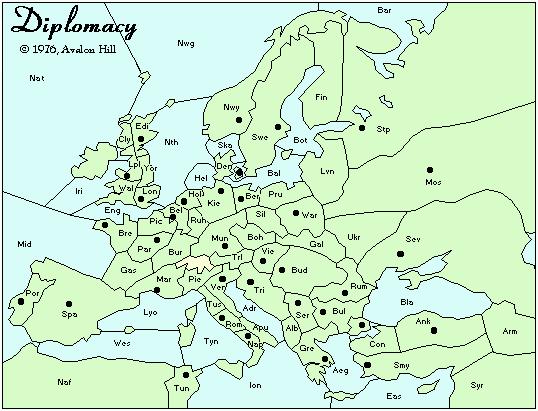 Diplomacy
© 1976, Avalon Hill
Bar
Nwg
Nat
Fin
Nwy
Swe
Stp
Edi
Cly
Nth
Ska
Bot
Lpl
Yor
Den
Hel
Bal
Lvn
Mos
Iri
Wal
Lon
Hol
Kie
Ber
Pru
Eng
Bel
Ruh
Sil
War
Pic
Bre
Mid
Par
Bur
Mun
Boh
Gal
Ukr
Sev
Trl
Vie
Gas
Bud
Mar
Pie
Ven
Tri
Rum
Por
Spa
Lyo
Tus
Adr
Ser
Bul
Bla
Rom
Apu
Alb
Ank
Arm
Wes
Tyn
Nap
Con
Gre
Aeg
Smy
Naf
Tun
Ion
Eas
Syr